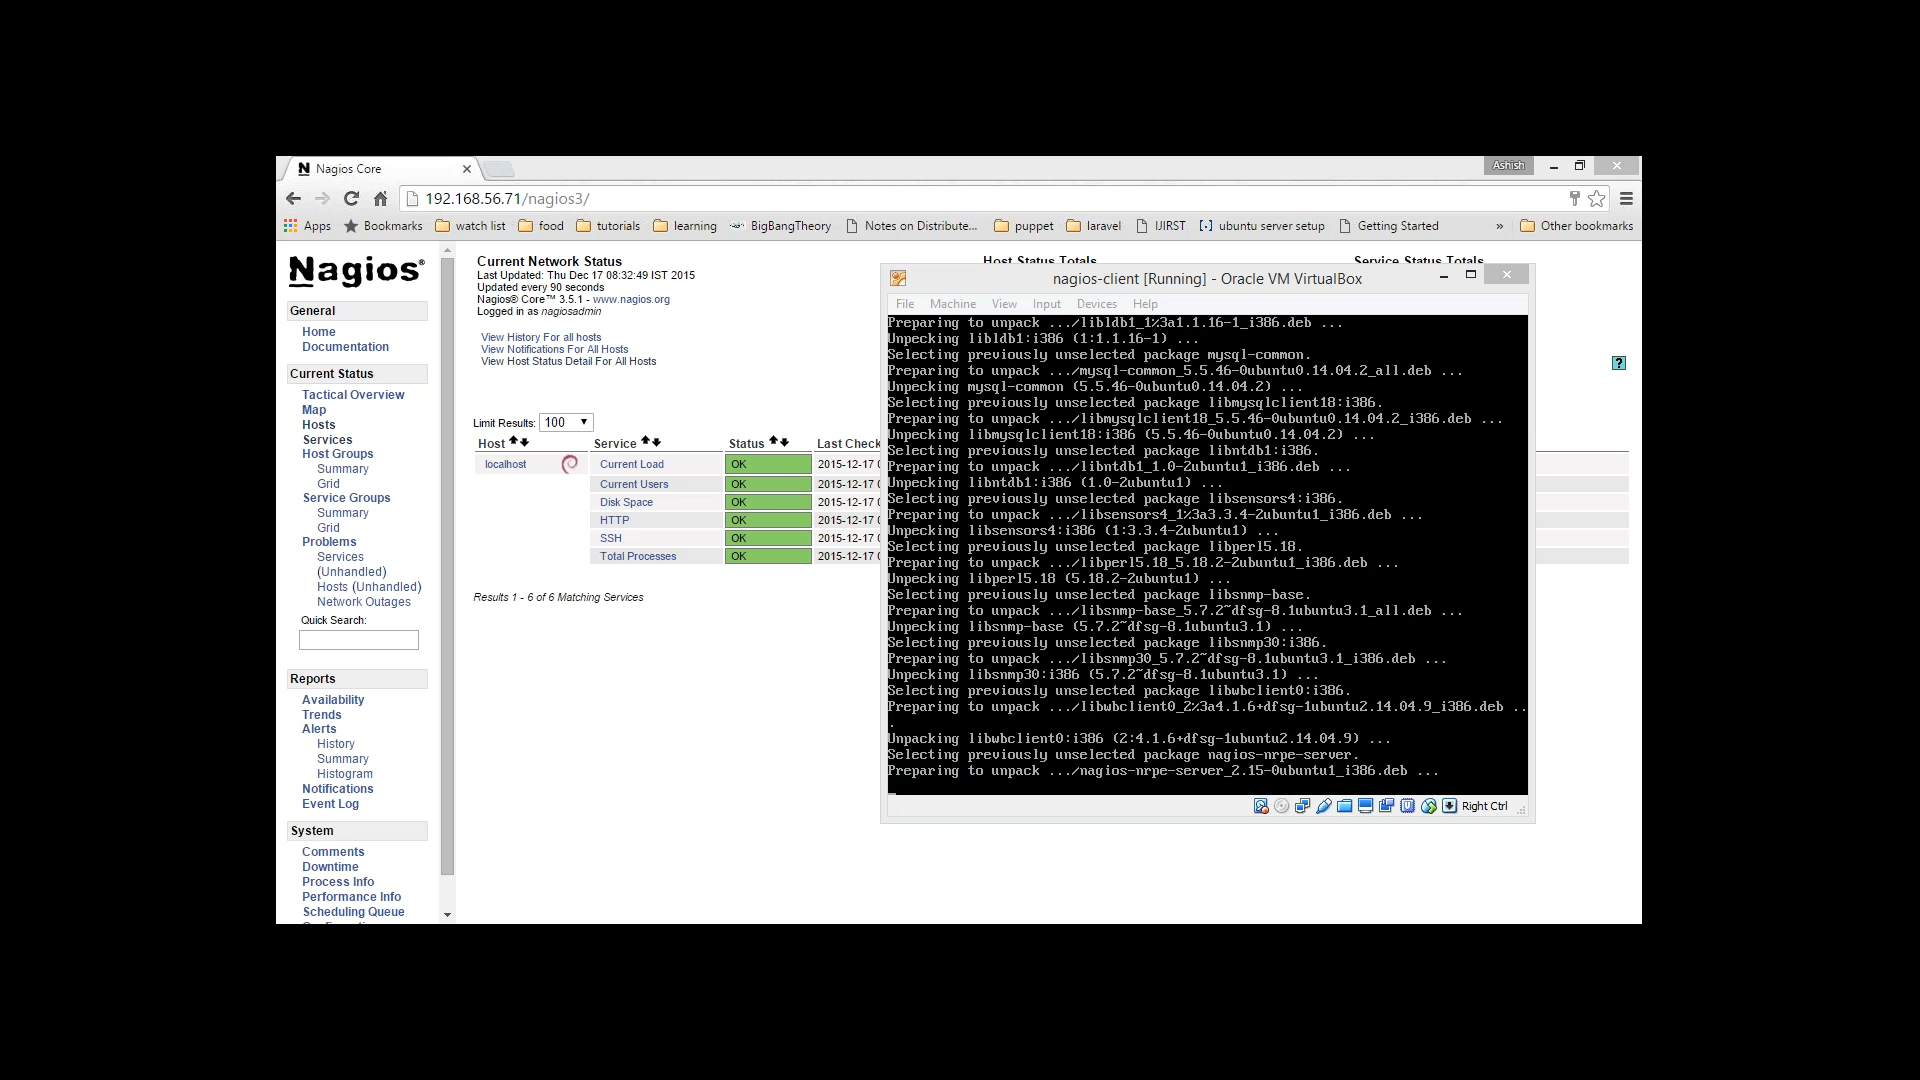 Nagios Core
Ashish
192.168.56.71/nagios3/
Apps Bookmarks watch list food tutorials learning BigBangTheory Notes on Distribute... puppet laravel IJIRST ubuntu server setup Getting Started » Other bookmarks
Nagios®
General
Home
Documentation
Current Status
Tactical Overview
Map
Hosts
Services
Host Groups
Summary
Grid
Service Groups
Summary
Grid
Problems
Services
(Unhandled)
Hosts (Unhandled)
Network Outages
Quick Search:
Reports
Availability
Trends
Alerts
History
Summary
Histogram
Notifications
Event Log
System
Comments
Downtime
Process Info
Performance Info
Scheduling Queue
Current Network Status
Last Updated: Thu Dec 17 08:32:49 IST 2015
Updated every 90 seconds
Nagios® Core™ 3.5.1 - www.nagios.org
Logged in as nagiosadmin
View History For all hosts
View Notifications For All Hosts
View Host Status Detail For All Hosts
Host Status Totals
Service Status Totals
Limit Results: 100
Host Service Status Last Check
localhost Current Load OK 2015-12-17
Current Users OK 2015-12-17
Disk Space OK 2015-12-17
HTTP OK 2015-12-17
SSH OK 2015-12-17
Total Processes OK 2015-12-17
Results 1 - 6 of 6 Matching Services
?
nagios-client [Running] - Oracle VM VirtualBox
File Machine View Input Devices Help
Preparing to unpack .../libldb1_1%3a1.1.16-1_i386.deb ...
Unpacking libldb1:i386 (1:1.1.16-1) ...
Selecting previously unselected package mysql-common.
Preparing to unpack .../mysql-common_5.5.46-0ubuntu0.14.04.2_all.deb ...
Unpacking mysql-common (5.5.46-0ubuntu0.14.04.2) ...
Selecting previously unselected package libmysqlclient18:i386.
Preparing to unpack .../libmysqlclient18_5.5.46-0ubuntu0.14.04.2_i386.deb ...
Unpacking libmysqlclient18:i386 (5.5.46-0ubuntu0.14.04.2) ...
Selecting previously unselected package libntdb1:i386.
Preparing to unpack .../libntdb1_1.0-2ubuntu1_i386.deb ...
Unpacking libntdb1:i386 (1.0-2ubuntu1) ...
Selecting previously unselected package libsensors4:i386.
Preparing to unpack .../libsensors4_1%3a3.3.4-2ubuntu1_i386.deb ...
Unpacking libsensors4:i386 (1:3.3.4-2ubuntu1) ...
Selecting previously unselected package libperl5.18.
Preparing to unpack .../libperl5.18_5.18.2-2ubuntu1_i386.deb ...
Unpacking libperl5.18 (5.18.2-2ubuntu1) ...
Selecting previously unselected package libsnmp-base.
Preparing to unpack .../libsnmp-base_5.7.2~dfsg-8.1ubuntu3.1_all.deb ...
Unpacking libsnmp-base (5.7.2~dfsg-8.1ubuntu3.1) ...
Selecting previously unselected package libsnmp30:i386.
Preparing to unpack .../libsnmp30_5.7.2~dfsg-8.1ubuntu3.1_i386.deb ...
Unpacking libsnmp30:i386 (5.7.2~dfsg-8.1ubuntu3.1) ...
Selecting previously unselected package libwbclient0:i386.
Preparing to unpack .../libwbclient0_2%3a4.1.6+dfsg-1ubuntu2.14.04.9_i386.deb ..
.
Unpacking libwbclient0:i386 (2:4.1.6+dfsg-1ubuntu2.14.04.9) ...
Selecting previously unselected package nagios-nrpe-server.
Preparing to unpack .../nagios-nrpe-server_2.15-0ubuntu1_i386.deb ...
Right Ctrl